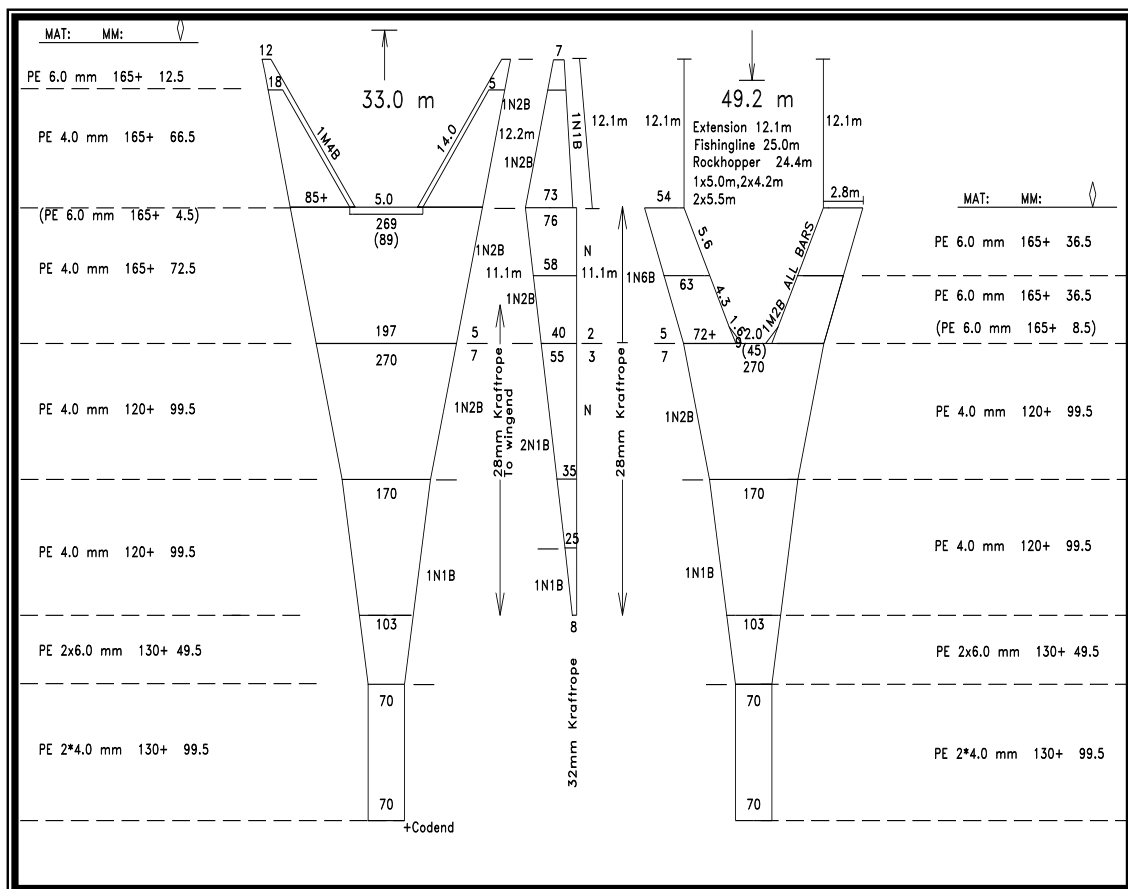 MAT: MM:
PE 6.0 mm 165+ 12.5
PE 4.0 mm 165+ 66.5
(PE 6.0 mm 165+ 4.5)
PE 4.0 mm 165+ 72.5
PE 4.0 mm 120+ 99.5
PE 4.0 mm 120+ 99.5
PE 2x6.0 mm 130+ 49.5
PE 2*4.0 mm 130+ 99.5
12
18
5
33.0 m
1M4B
14.0
1N2B
12.2m
85+
5.0
269
(89)
1N2B
11.1m
197
5
270
7
1N2B
170
1N1B
103
70
70
+Codend
28mm Kraftrope
To wingend
7
1N1B
12.1m
1N2B
73
76
N
58
11.1m
1N2B
40
2
55
3
N
2N1B
35
25
1N1B
8
32mm Kraftrope
28mm Kraftrope
49.2 m
12.1m
12.1m
Extension 12.1m
Fishingline 25.0m
Rockhopper 24.4m
1x5.0m,2x4.2m
2x5.5m
54
2.8m
5.6
1N6B
63
4.3
1.6
1M2B ALL BARS
5
72+
2.0
(45)
7
270
1N2B
170
1N1B
103
70
70
MAT: MM:
PE 6.0 mm 165+ 36.5
PE 6.0 mm 165+ 36.5
(PE 6.0 mm 165+ 8.5)
PE 4.0 mm 120+ 99.5
PE 4.0 mm 120+ 99.5
PE 2x6.0 mm 130+ 49.5
PE 2*4.0 mm 130+ 99.5